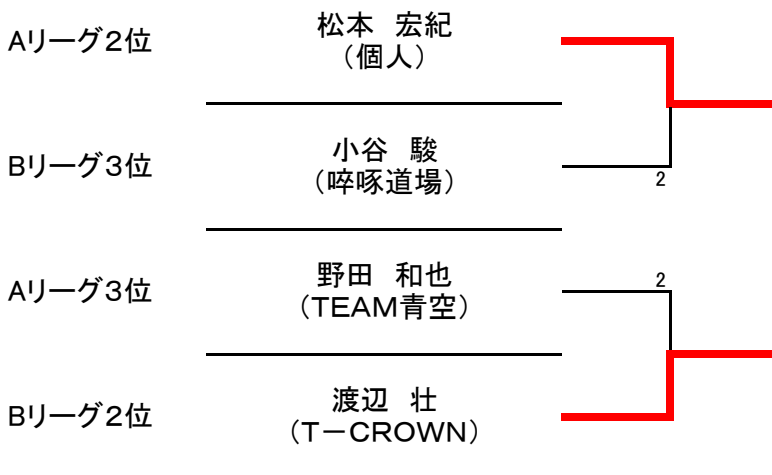 Aリーグ2位
松本　宏紀
（個人）
Bリーグ3位
小谷　駿
（啐啄道場）
2
Aリーグ3位
野田　和也
（TEAM青空）
2
Bリーグ2位
渡辺　壮
（T－CROWN）